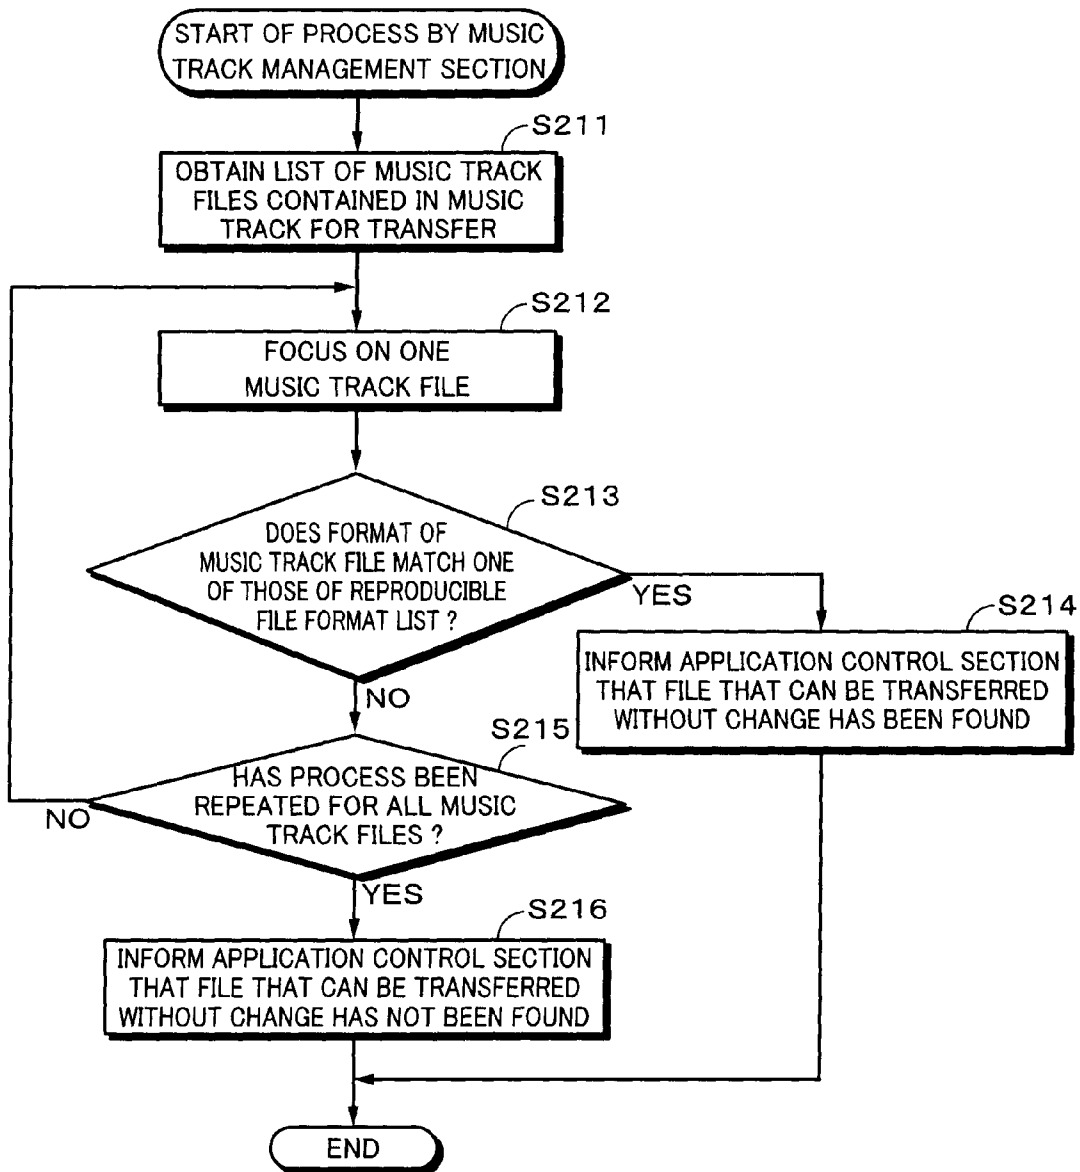 START OF PROCESS BY MUSIC
TRACK MANAGEMENT SECTION
S211
OBTAIN LIST OF MUSIC TRACK
FILES CONTAINED IN MUSIC
TRACK FOR TRANSFER
S212
FOCUS ON ONE
MUSIC TRACK FILE
S213
DOES FORMAT OF
MUSIC TRACK FILE MATCH ONE
OF THOSE OF REPRODUCIBLE
FILE FORMAT LIST ?
YES
NO
S214
INFORM APPLICATION CONTROL SECTION
THAT FILE THAT CAN BE TRANSFERRED
WITHOUT CHANGE HAS BEEN FOUND
S215
HAS PROCESS BEEN
REPEATED FOR ALL MUSIC
TRACK FILES ?
NO
YES
S216
INFORM APPLICATION CONTROL SECTION
THAT FILE THAT CAN BE TRANSFERRED
WITHOUT CHANGE HAS NOT BEEN FOUND
END